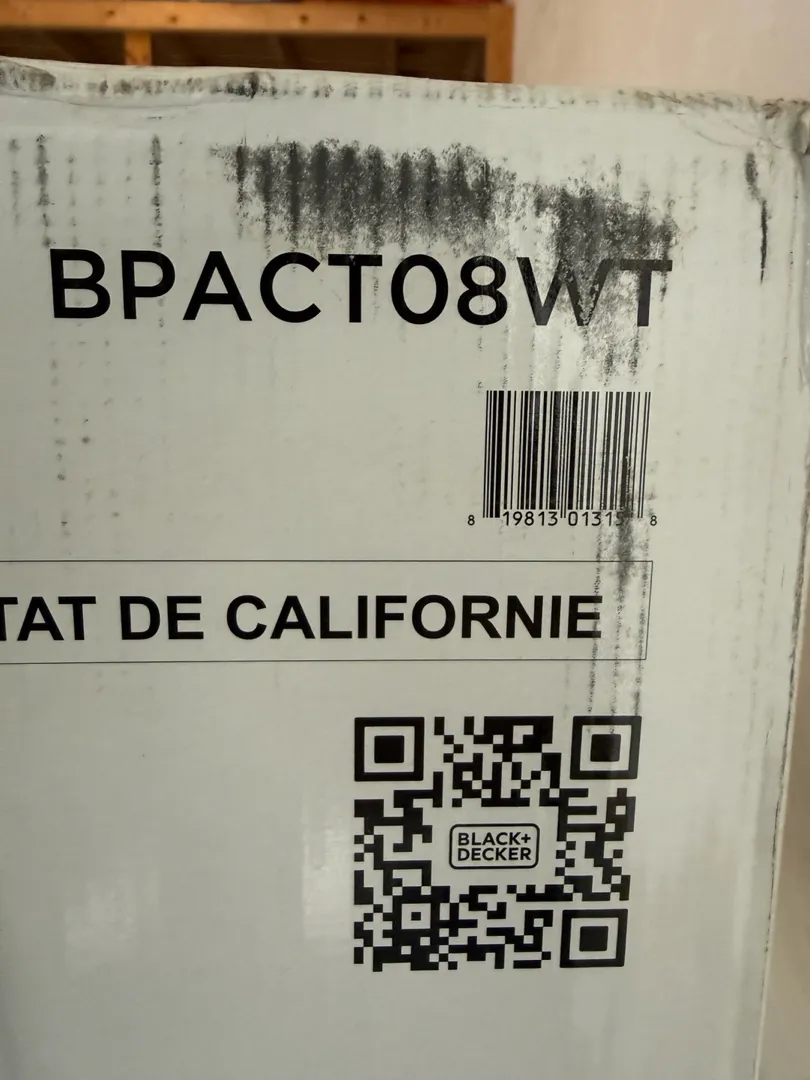 BPACT08WT
8 19813 01315 8
TAT DE CALIFORNIE
BLACK+
DECKER